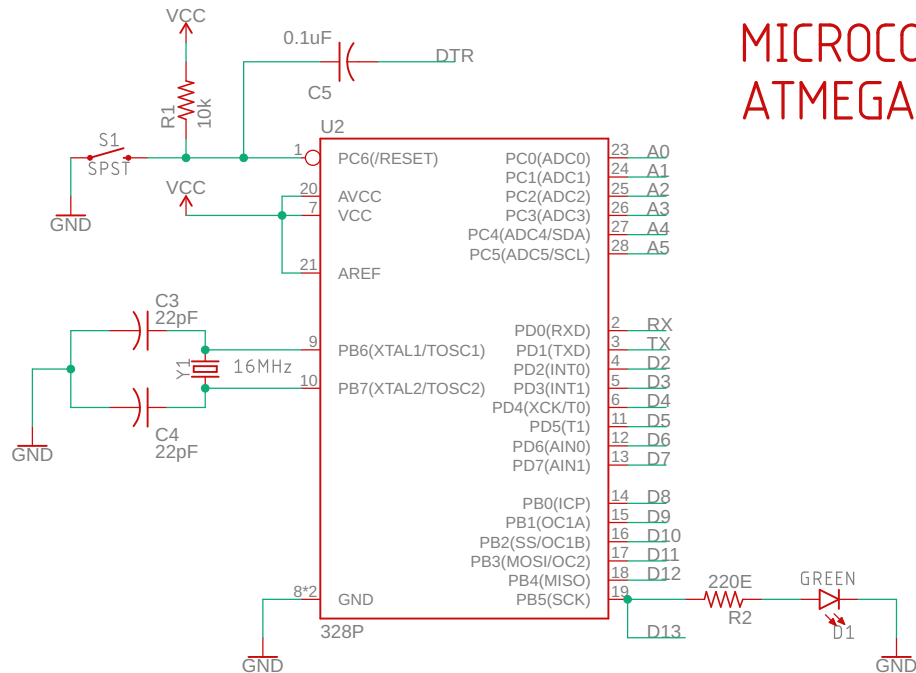 VCC
MICROCO
ATMEGA
0.1uF
DTR
C5
R1
10k
S1
SPST
GND
U2
1
PC6(/RESET)
VCC
20
AVCC
7
VCC
21
AREF
C3
22pF
9
PB6(XTAL1/TOSC1)
Y1
16MHz
10
PB7(XTAL2/TOSC2)
C4
22pF
GND
8*2
GND
328P
GND
PC0(ADC0) 23 A0
PC1(ADC1) 24 A1
PC2(ADC2) 25 A2
PC3(ADC3) 26 A3
PC4(ADC4/SDA) 27 A4
PC5(ADC5/SCL) 28 A5
PD0(RXD) 2 RX
PD1(TXD) 3 TX
PD2(INT0) 4 D2
PD3(INT1) 5 D3
PD4(XCK/T0) 6 D4
PD5(T1) 11 D5
PD6(AIN0) 12 D6
PD7(AIN1) 13 D7
PB0(ICP) 14 D8
PB1(OC1A) 15 D9
PB2(SS/OC1B) 16 D10
PB3(MOSI/OC2) 17 D11
PB4(MISO) 18 D12
PB5(SCK) 19
D13
220E
R2
GREEN
D1
GND